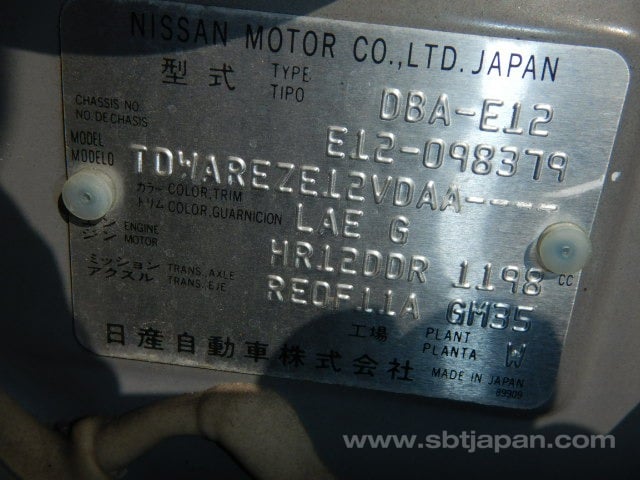 NISSAN MOTOR CO.,LTD. JAPAN
型式 TYPE TIPO DBA-E12
CHASSIS NO. NO. DE CHASIS E12-098379
MODEL MODELO TDWAREZE12VDAA----
カラー COLOR,TRIM
トリム COLOR, GUARNICION LAE G
ジン ENGINE MOTOR HR12DDR 1198 CC
ミッション TRANS., AXLE
アクスル TRANS., EJE RE0F11A GM35
工場 PLANT PLANTA W
日産自動車株式会社 MADE IN JAPAN
89909
www.sbtjapan.com